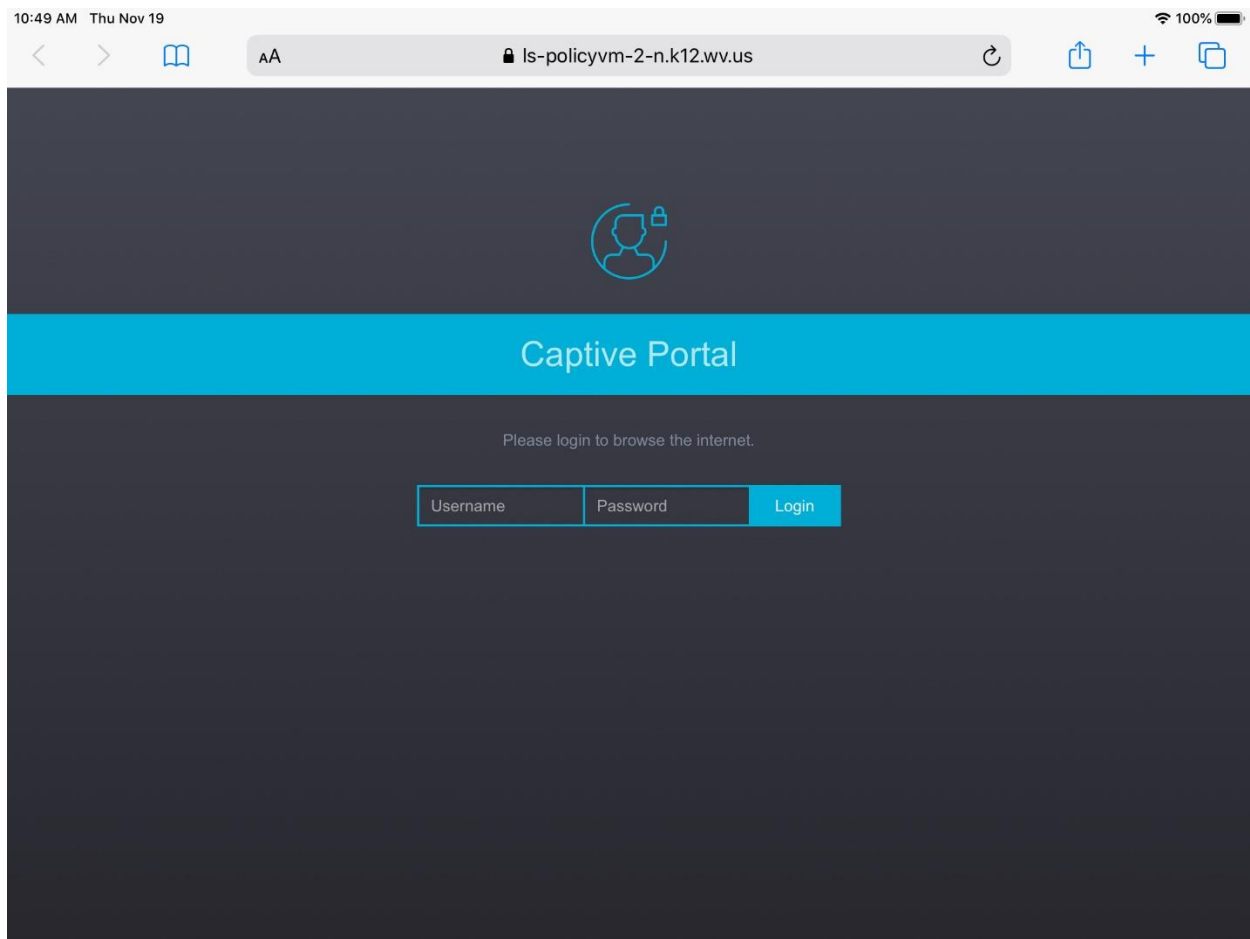 10:49 AM Thu Nov 19 100%
AA ls-policyvm-2-n.k12.wv.us
Captive Portal
Please login to browse the internet.
Username Password Login